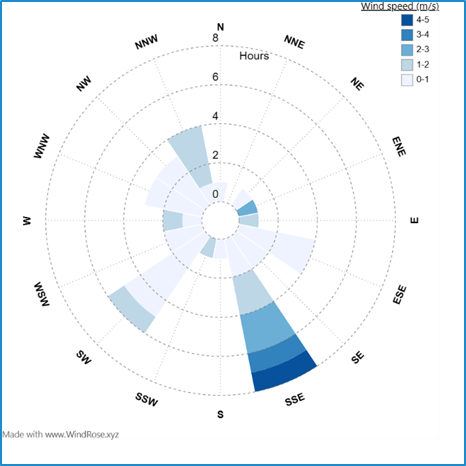 Wind speed (m/s)
4-5
3-4
2-3
1-2
0-1
N
NNE
NE
ENE
E
ESE
SE
SSE
S
SSW
SW
WSW
W
WNW
NW
NNW
8
Hours
6
4
2
0
Made with www.WindRose.xyz